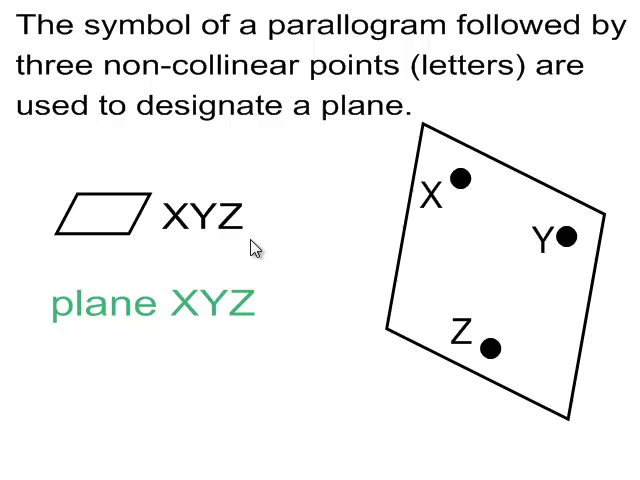 The symbol of a parallogram followed by
three non-collinear points (letters) are
used to designate a plane.
X
XYZ
Y
plane XYZ
Z